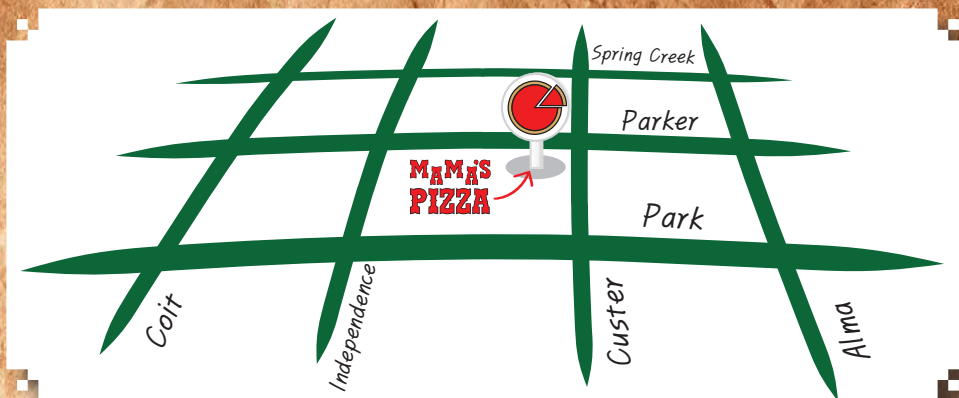 Spring Creek
Parker
MAMA'S
PIZZA
Park
Coit
Independence
Custer
Alma